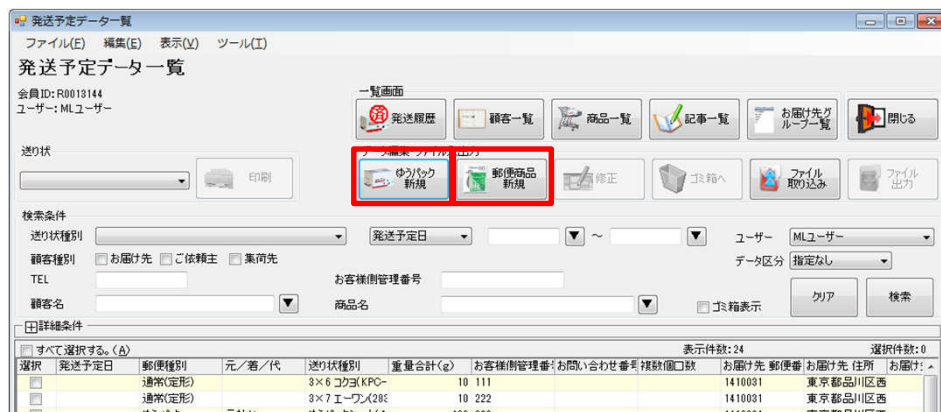 発送予定データ一覧
ファイル(F) 編集(E) 表示(V) ツール(T)
発送予定データ一覧
会員ID:R0013144
ユーザー:MLユーザー
一覧画面
発送履歴 顧客一覧 商品一覧 記事一覧 お届け先グループ一覧 閉じる
送り状
印刷
ゆうパック新規 郵便商品新規 修正 ゴミ箱へ ファイル取り込み ファイル出力
検索条件
送り状種別 発送予定日 ～ ユーザー MLユーザー
顧客種別 お届け先 ご依頼主 集荷先 データ区分 指定なし
TEL お客様側管理番号
顧客名 商品名 ゴミ箱表示 クリア 検索
詳細条件
すべて選択する。(A) 表示件数:24 選択件数:0
選択 発送予定日 郵便種別 元/着/代 送り状種別 重量合計(g) お客様側管理番 お問い合わせ番号 複数個口数 お届け先 郵便番 お届け先 住所 お届け
通常(定形) 3×6 コクヨ(KPC- 10 111 1410031 東京都品川区西
通常(定形) 3×7 エーワン(28 10 222 1410031 東京都品川区西